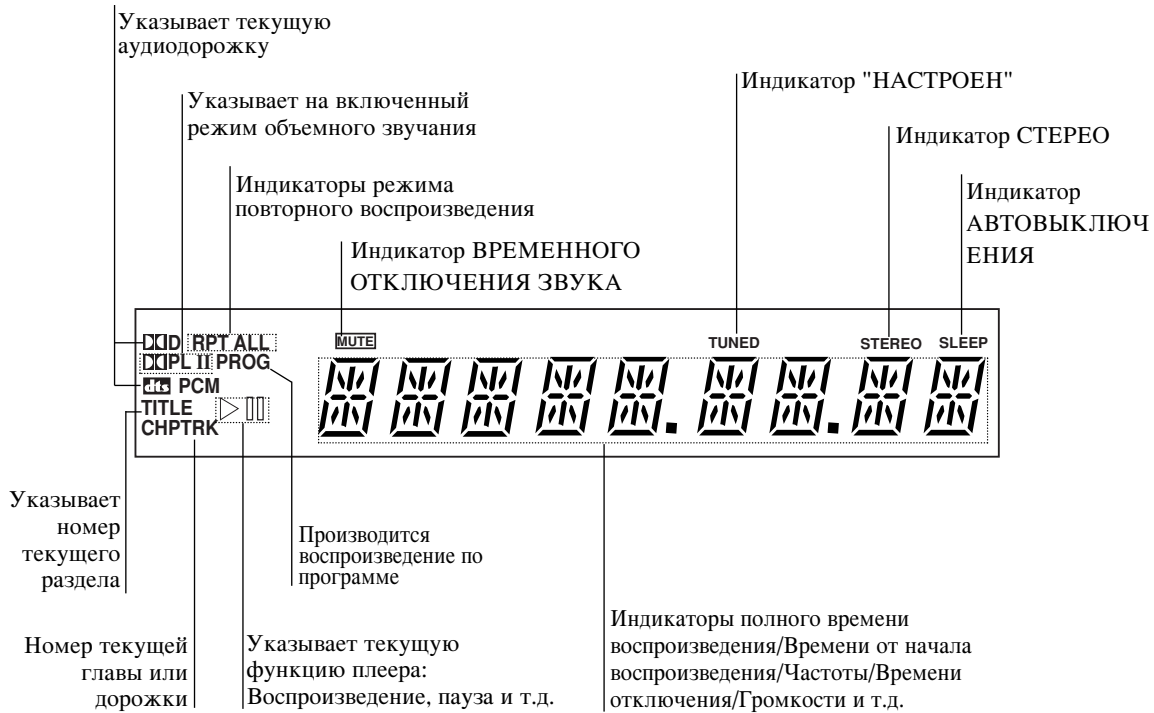 Указывает текущую
аудиодорожку
Указывает на включенный
режим объемного звучания
Индикаторы режима
повторного воспроизведения
Индикатор ВРЕМЕННОГО
ОТКЛЮЧЕНИЯ ЗВУКА
Индикатор "НАСТРОЕН"
Индикатор СТЕРЕО
Индикатор
АВТОВЫКЛЮЧ
ЕНИЯ
D RPT ALL MUTE TUNED STEREO SLEEP
PL II PROG
dts PCM
TITLE
CHPTRK
Указывает
номер
текущего
раздела
Номер текущей
главы или
дорожки
Указывает текущую
функцию плеера:
Воспроизведение, пауза и т.д.
Производится
воспроизведение по
программе
Индикаторы полного времени
воспроизведения/Времени от начала
воспроизведения/Частоты/Времени
отключения/Громкости и т.д.